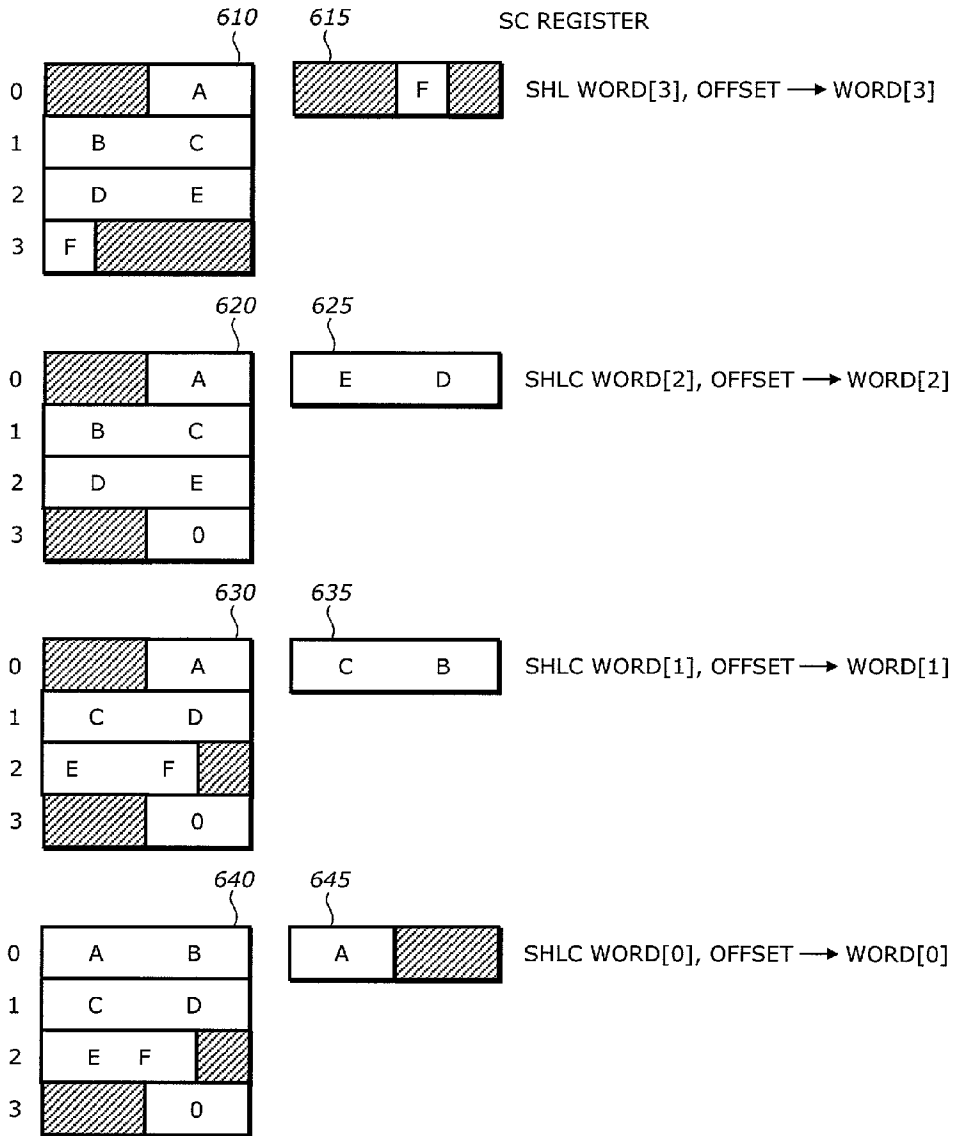 610 615 SC REGISTER
0 A F SHL WORD[3], OFFSET → WORD[3]
1 B C
2 D E
3 F
620 625
0 A E D SHLC WORD[2], OFFSET → WORD[2]
1 B C
2 D E
3 0
630 635
0 A C B SHLC WORD[1], OFFSET → WORD[1]
1 C D
2 E F
3 0
640 645
0 A B A SHLC WORD[0], OFFSET → WORD[0]
1 C D
2 E F
3 0